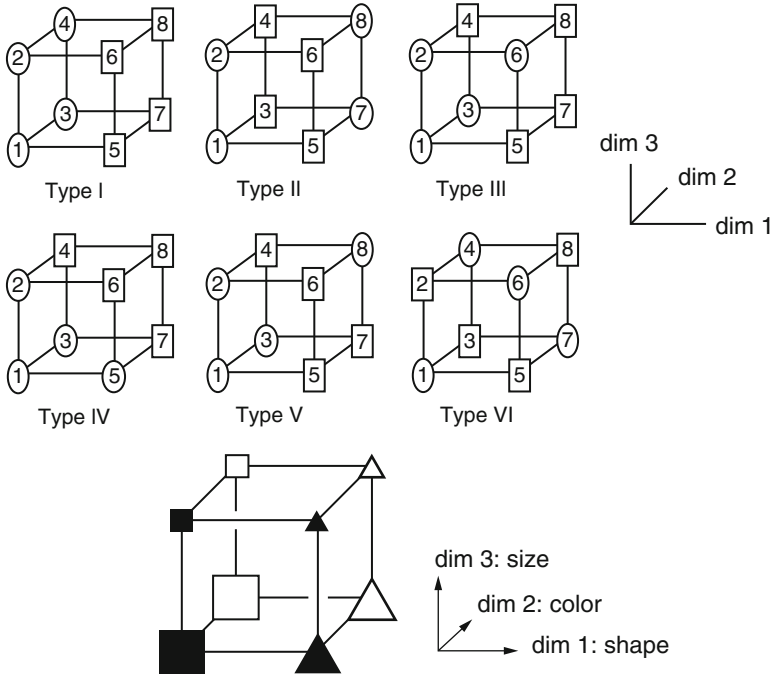 4 8 4 8 4 8
2 6 2 6 2 6
3 7 3 7 3 7
1 5 1 5 1 5
Type I Type II Type III
dim 3
dim 2
dim 1
4 8 4 8 4 8
2 6 2 6 2 6
3 7 3 7 3 7
1 5 1 5 1 5
Type IV Type V Type VI
dim 3: size
dim 2: color
dim 1: shape